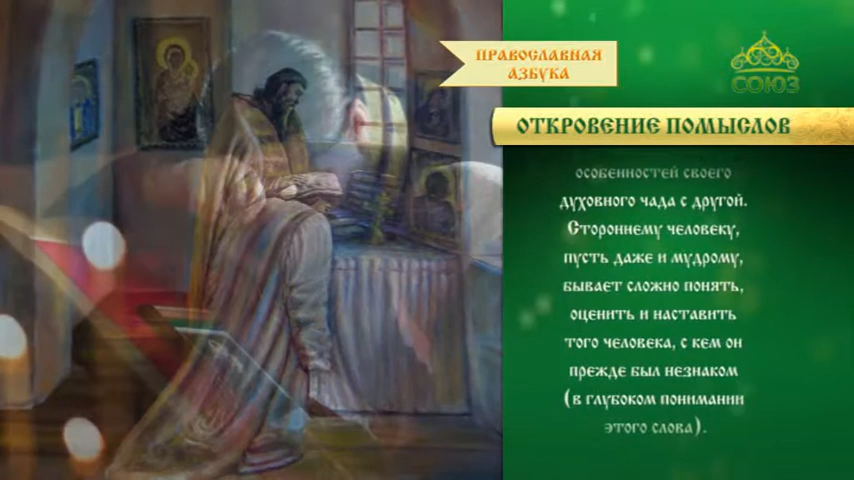 ПРАВОСЛАВНАЯ
АЗБУКА
СОЮЗ
ОТКРОВЕНИЕ ПОМЫСЛОВ
особенностей своего
духовного чада с другой.
Стороннему человеку,
пусть даже и мудрому,
бывает сложно понять,
оценить и наставить
того человека, с кем он
прежде был незнаком
(в глубоком понимании
этого слова).